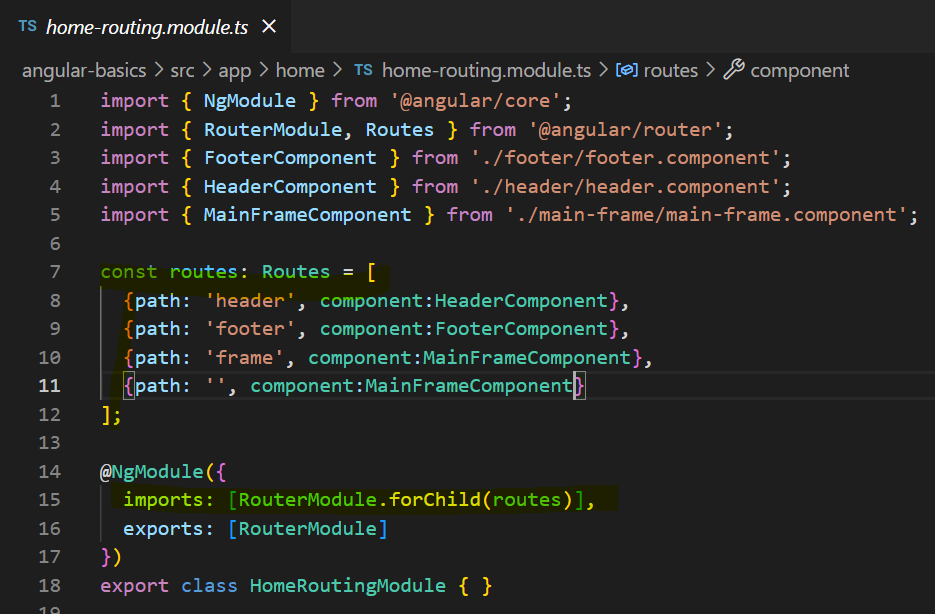 TS home-routing.module.ts ×
angular-basics > src > app > home > TS home-routing.module.ts > routes > component
1 import { NgModule } from '@angular/core';
2 import { RouterModule, Routes } from '@angular/router';
3 import { FooterComponent } from './footer/footer.component';
4 import { HeaderComponent } from './header/header.component';
5 import { MainFrameComponent } from './main-frame/main-frame.component';
6
7 const routes: Routes = [
8 {path: 'header', component:HeaderComponent},
9 {path: 'footer', component:FooterComponent},
10 {path: 'frame', component:MainFrameComponent},
11 {path: '', component:MainFrameComponent}
12 ];
13
14 @NgModule({
15 imports: [RouterModule.forChild(routes)],
16 exports: [RouterModule]
17 })
18 export class HomeRoutingModule { }
19